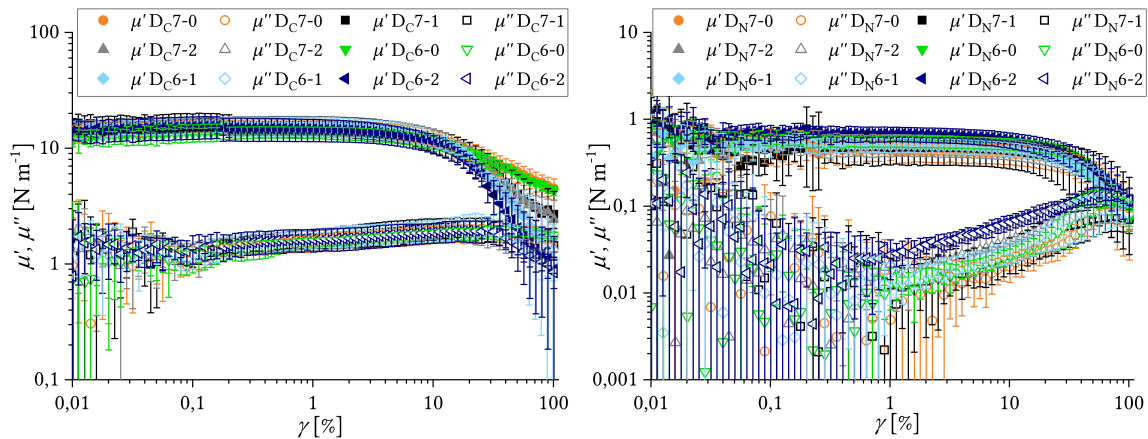 μ′ D_C7-0 μ″ D_C7-0 μ′ D_C7-1 μ″ D_C7-1
μ′ D_C7-2 μ″ D_C7-2 μ′ D_C6-0 μ″ D_C6-0
μ′ D_C6-1 μ″ D_C6-1 μ′ D_C6-2 μ″ D_C6-2
100
10
1
0,1
μ′, μ″ [N m⁻¹]
0,01 0,1 1 10 100
γ [%]
μ′ D_N7-0 μ″ D_N7-0 μ′ D_N7-1 μ″ D_N7-1
μ′ D_N7-2 μ″ D_N7-2 μ′ D_N6-0 μ″ D_N6-0
μ′ D_N6-1 μ″ D_N6-1 μ′ D_N6-2 μ″ D_N6-2
10
1
0,1
0,01
0,001
μ′, μ″ [N m⁻¹]
0,01 0,1 1 10 100
γ [%]